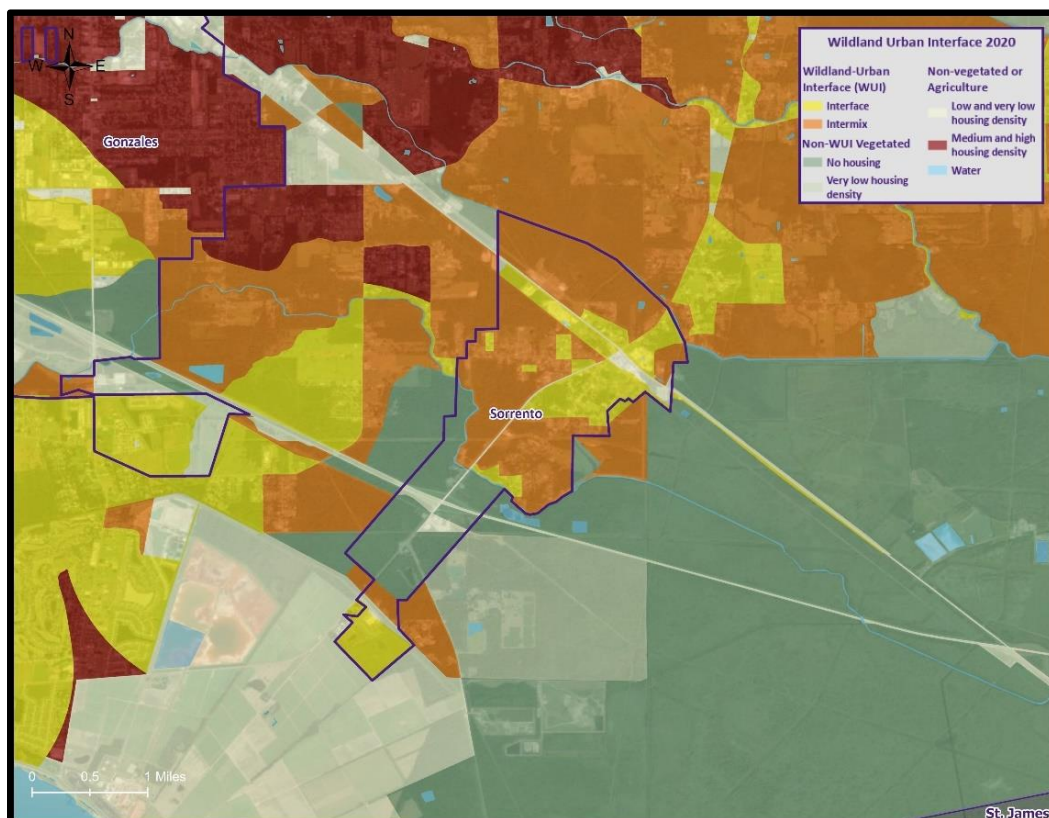 Wildland Urban Interface 2020
Wildland-Urban
Interface (WUI)
Interface
Intermix
Non-WUI Vegetated
No housing
Very low housing
density
Non-vegetated or
Agriculture
Low and very low
housing density
Medium and high
housing density
Water
N
W
E
S
Gonzales
Sorrento
0 0.5 1 Miles
St. James